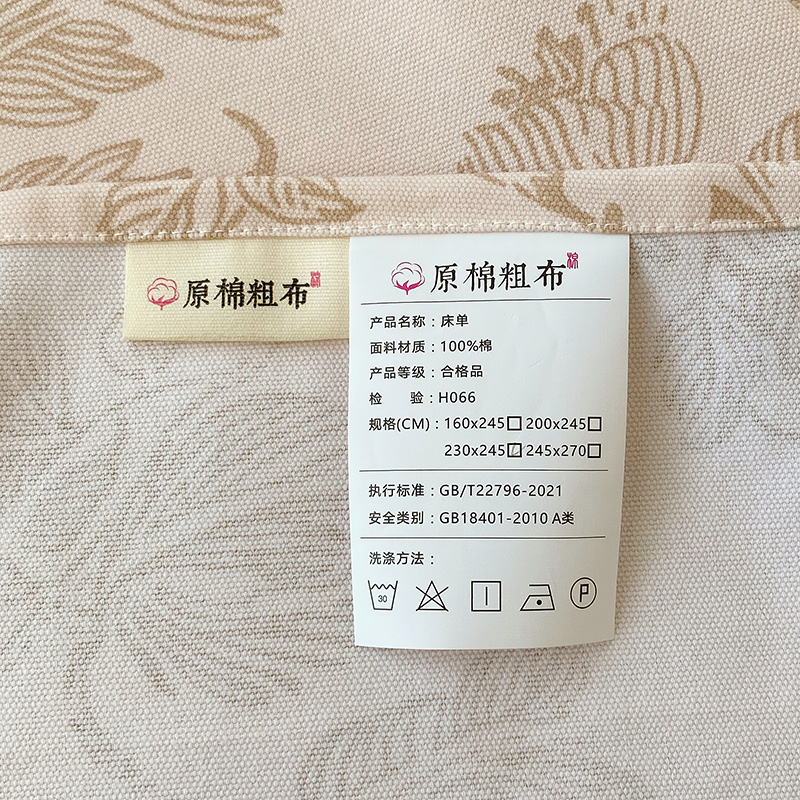 原棉粗布
棉
原棉粗布
棉
产品名称：床单
面料材质：100%棉
产品等级：合格品
检　　验：H066
规格(CM)：160x245□ 200x245□
230x245☑ 245x270□
执行标准：GB/T22796-2021
安全类别：GB18401-2010 A类
洗涤方法：
30
P